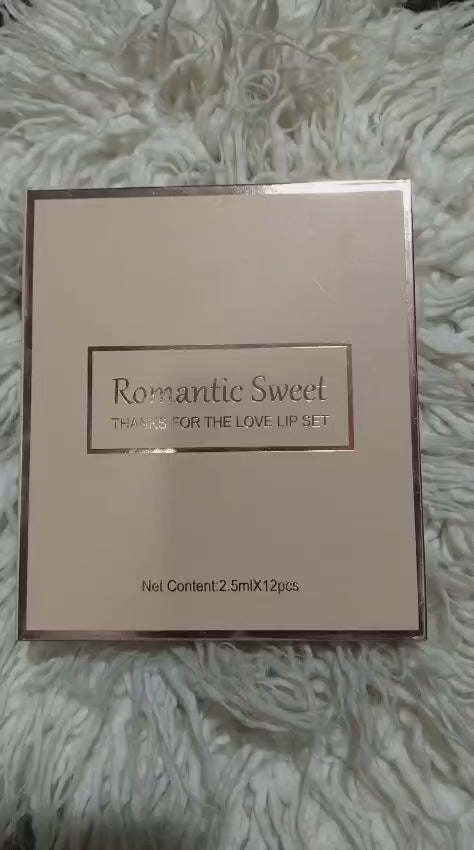 Romantic Sweet
THANKS FOR THE LOVE LIP SET
Net Content:2.5mlX12pcs